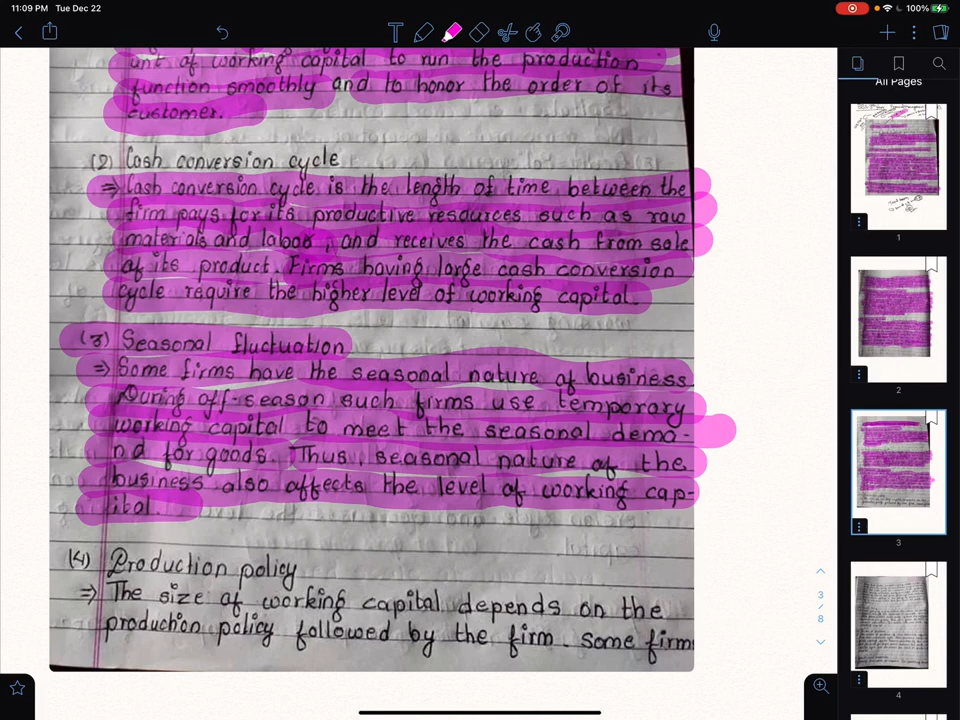 11:09 PM Tue Dec 22
100%
T
All Pages
unt of working capital to run the production
function smoothly and to honor the order of its
customer.
(2) Cash conversion cycle
⇒ Cash conversion cycle is the length of time between the
firm pays for its productive resources such as raw
materials and labor, and receives the cash from sale
of its product. Firms having large cash conversion
cycle require the higher level of working capital.
(3) Seasonal fluctuation
⇒ Some firms have the seasonal nature of business
During off-season such firms use temporary
working capital to meet the seasonal dema-
nd for goods. Thus, seasonal nature of the
business also affects the level of working cap-
ital.
(4) Production policy
⇒ The size of working capital depends on the
production policy followed by the firm. Some firm
3
/
8
1
2
3
4